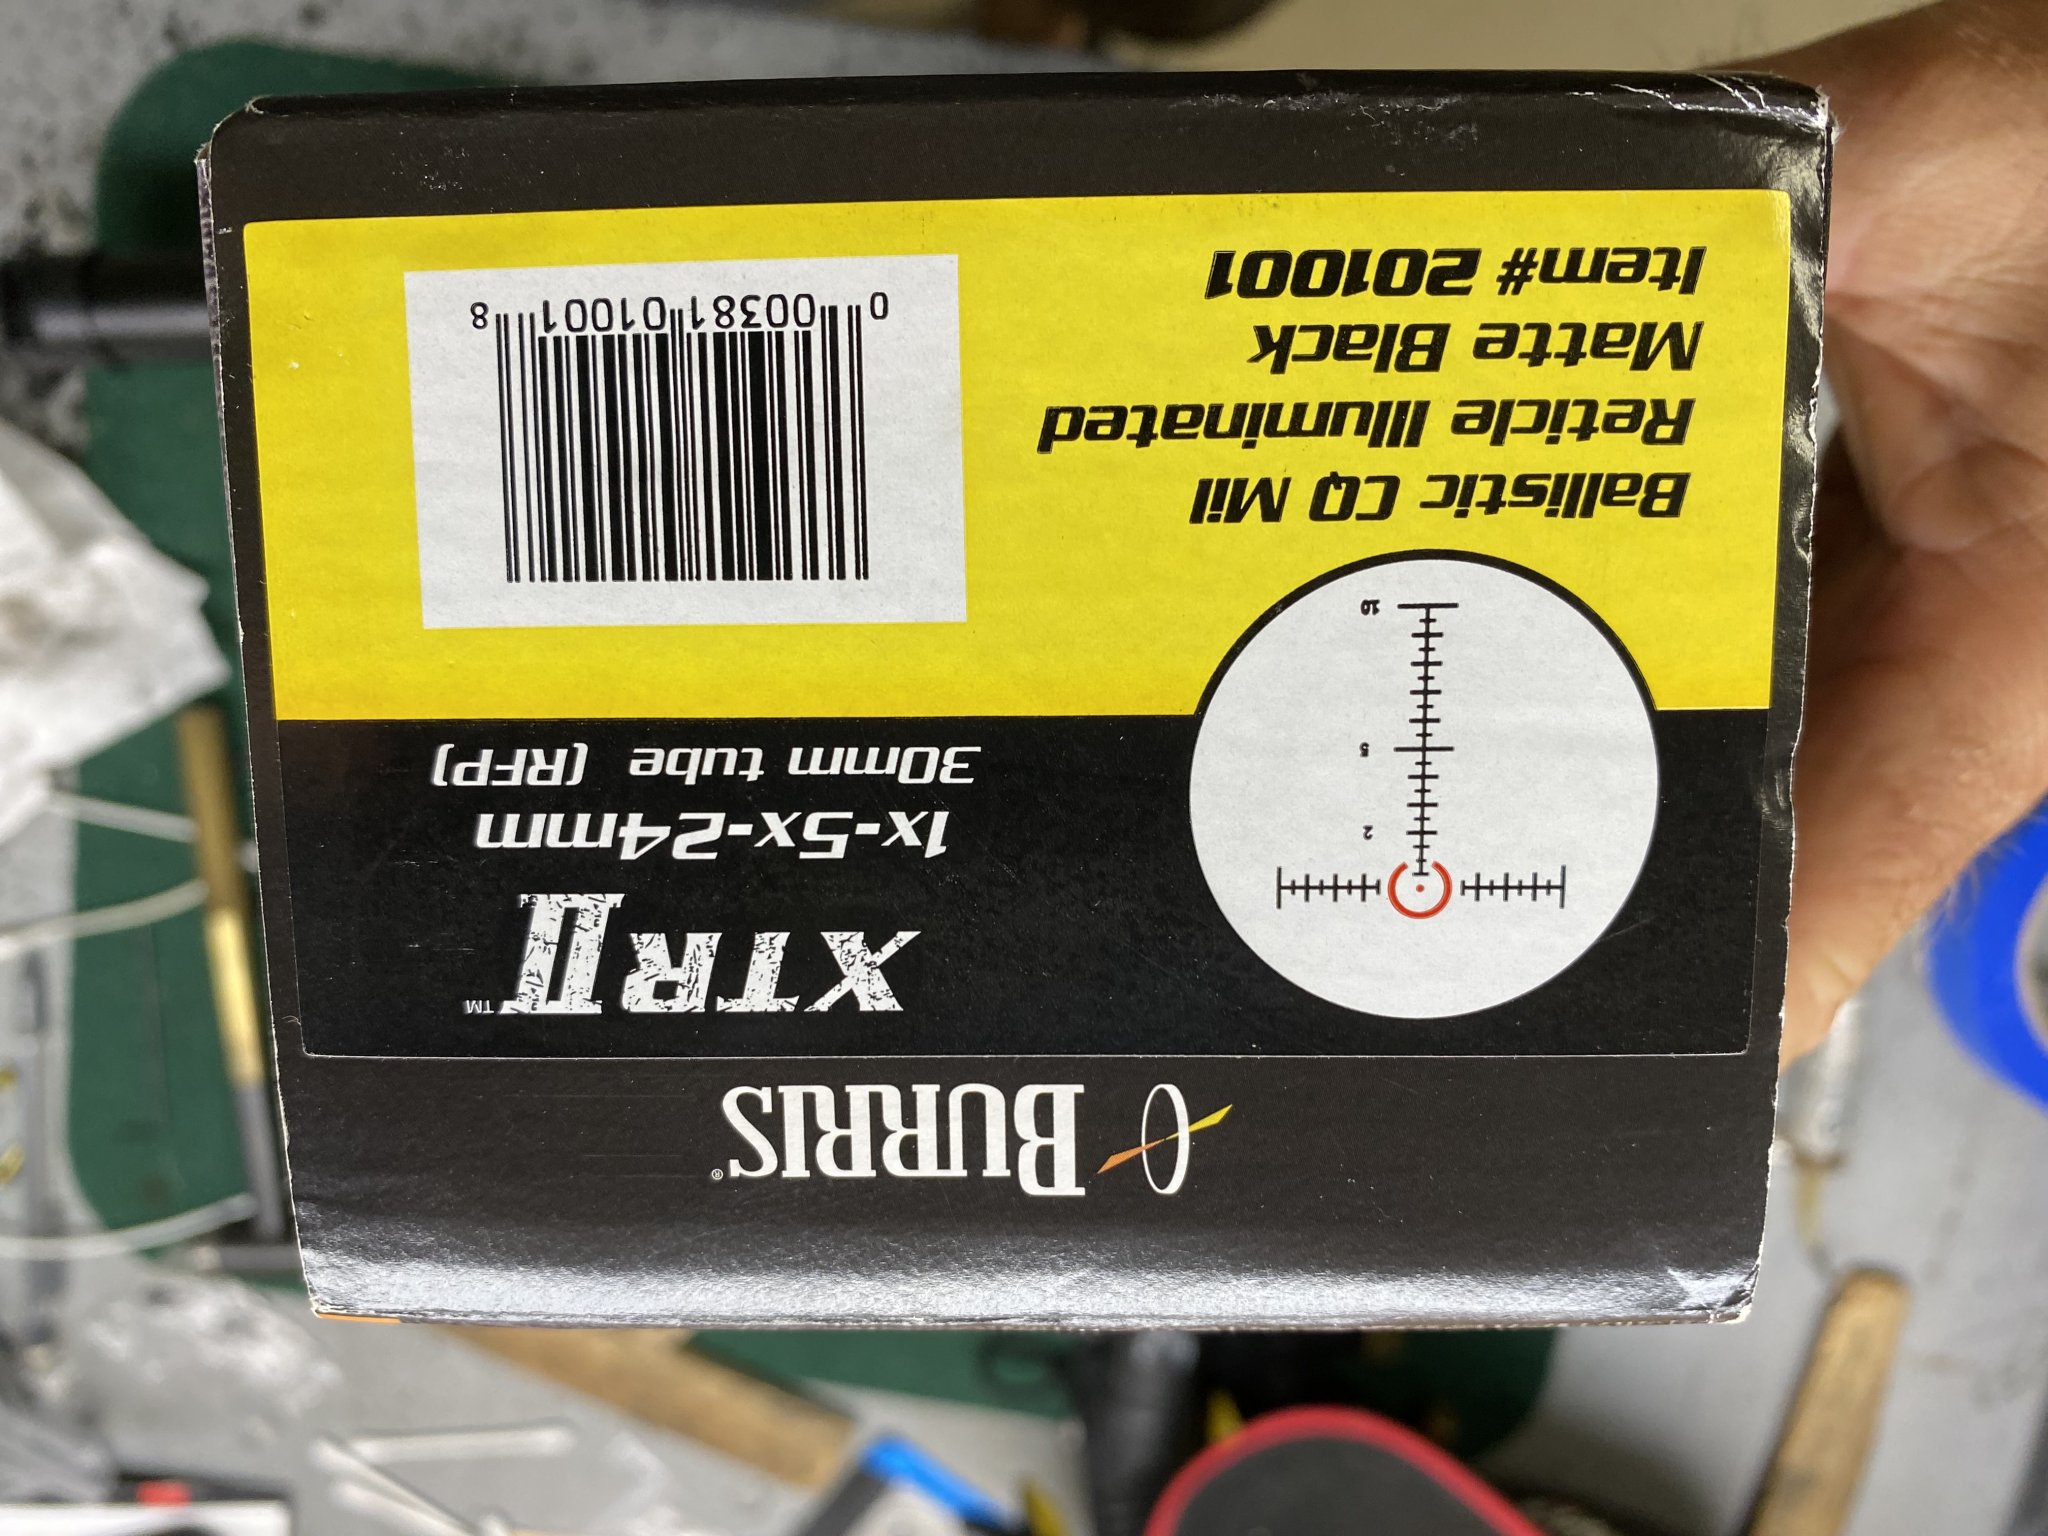 BURRIS®
XTR II™
1x-5x-24mm
30mm tube (RFP)
2
5
10
Ballistic CQ Mil
Reticle Illuminated
Matte Black
Item# 201001
0 00381 01001 8